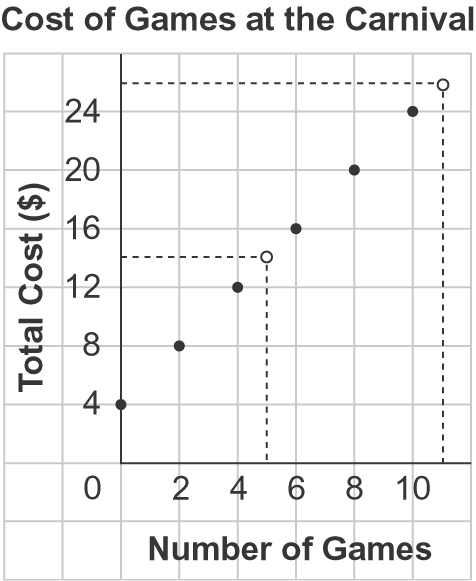 Cost of Games at the Carnival
Total Cost ($)
24
20
16
12
8
4
0 2 4 6 8 10
Number of Games